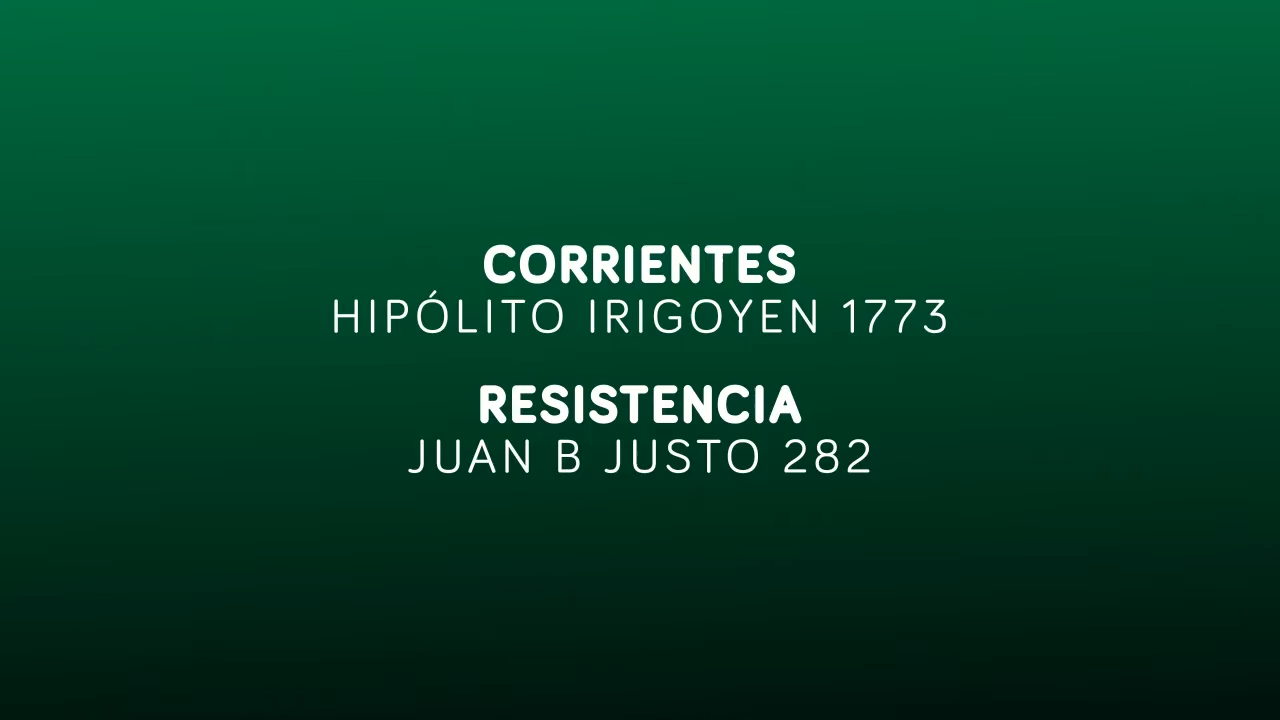 CORRIENTES
HIPÓLITO IRIGOYEN 1773
RESISTENCIA
JUAN B JUSTO 282